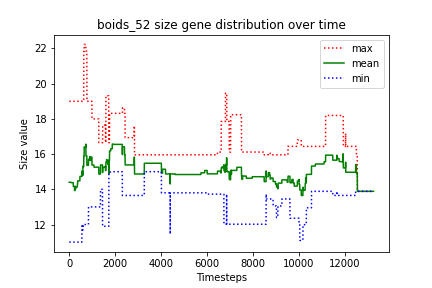 boids_52 size gene distribution over time
max
mean
min
Size value
22
20
18
16
14
12
0
2000
4000
6000
8000
10000
12000
Timesteps